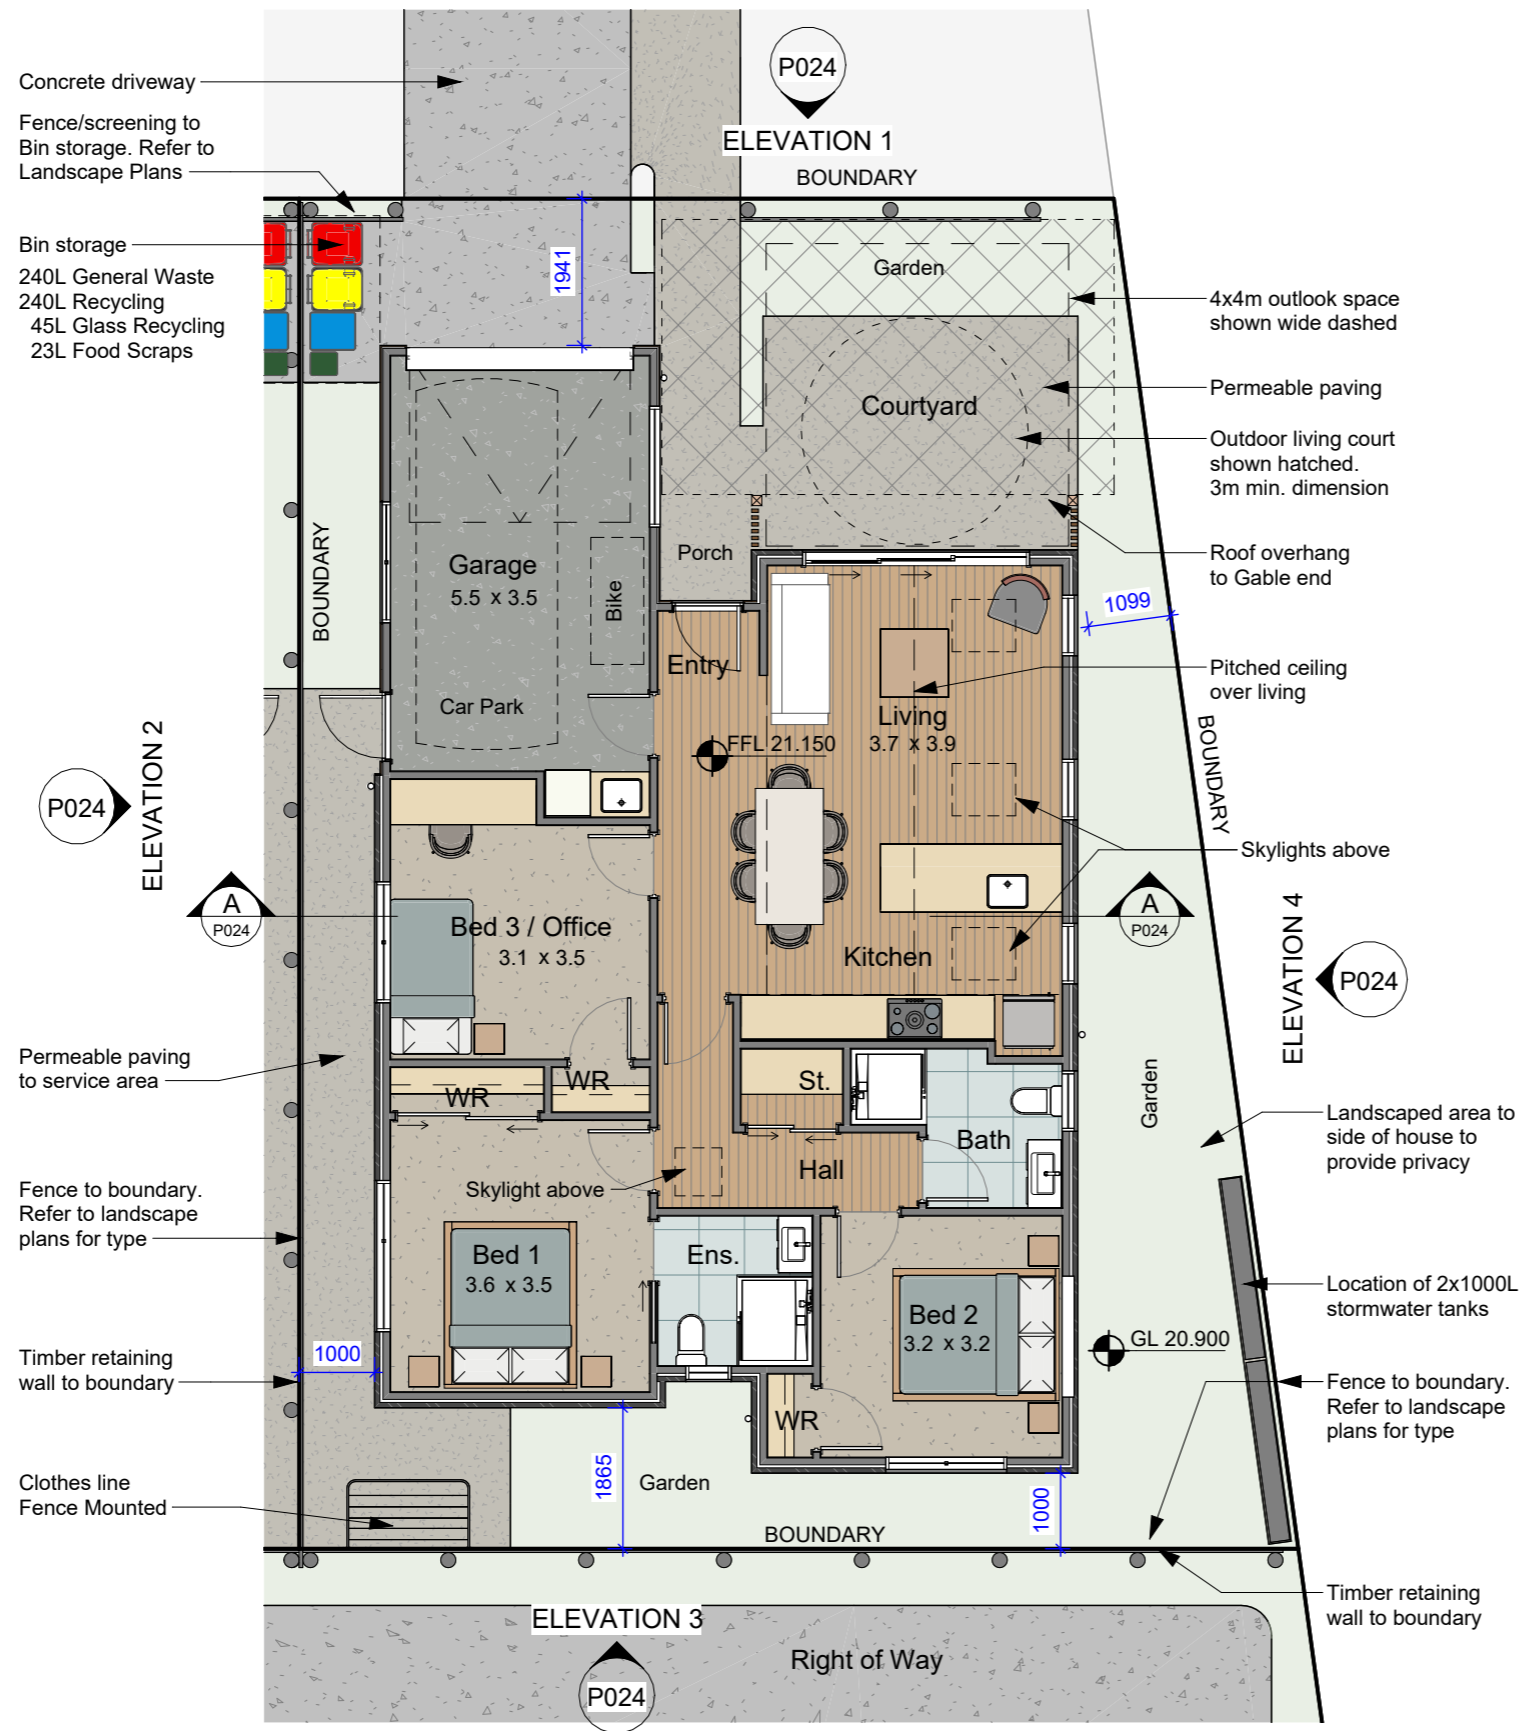 P024
ELEVATION 1
BOUNDARY
Concrete driveway
Fence/screening to
Bin storage. Refer to
Landscape Plans
Bin storage
240L General Waste
240L Recycling
45L Glass Recycling
23L Food Scraps
1941
Garden
4x4m outlook space
shown wide dashed
Permeable paving
Courtyard
Outdoor living court
shown hatched.
3m min. dimension
Roof overhang
to Gable end
Porch
Garage
5.5 x 3.5
Bike
BOUNDARY
1099
Entry
Car Park
Pitched ceiling
over living
Living
3.7 x 3.9
FFL 21.150
BOUNDARY
ELEVATION 2
P024
Skylights above
A
P024
Bed 3 / Office
3.1 x 3.5
Kitchen
A
P024
ELEVATION 4
P024
Permeable paving
to service area
WR
WR
St.
Bath
Garden
Landscaped area to
side of house to
provide privacy
Hall
Skylight above
Fence to boundary.
Refer to landscape
plans for type
Bed 1
3.6 x 3.5
Ens.
Bed 2
3.2 x 3.2
Location of 2x1000L
stormwater tanks
GL 20.900
1000
Timber retaining
wall to boundary
Fence to boundary.
Refer to landscape
plans for type
WR
1865
Garden
1000
Clothes line
Fence Mounted
BOUNDARY
Timber retaining
wall to boundary
ELEVATION 3
P024
Right of Way